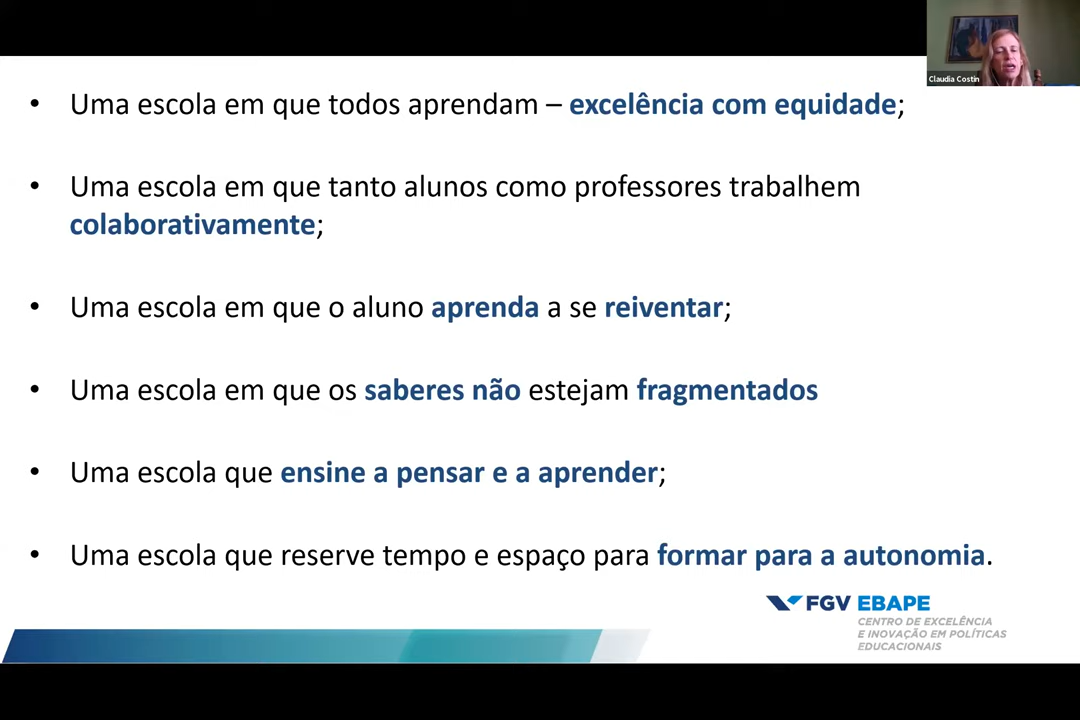 Claudia Costin
• Uma escola em que todos aprendam – excelência com equidade;
• Uma escola em que tanto alunos como professores trabalhem
colaborativamente;
• Uma escola em que o aluno aprenda a se reiventar;
• Uma escola em que os saberes não estejam fragmentados
• Uma escola que ensine a pensar e a aprender;
• Uma escola que reserve tempo e espaço para formar para a autonomia.
FGV EBAPE
CENTRO DE EXCELÊNCIA
E INOVAÇÃO EM POLÍTICAS
EDUCACIONAIS